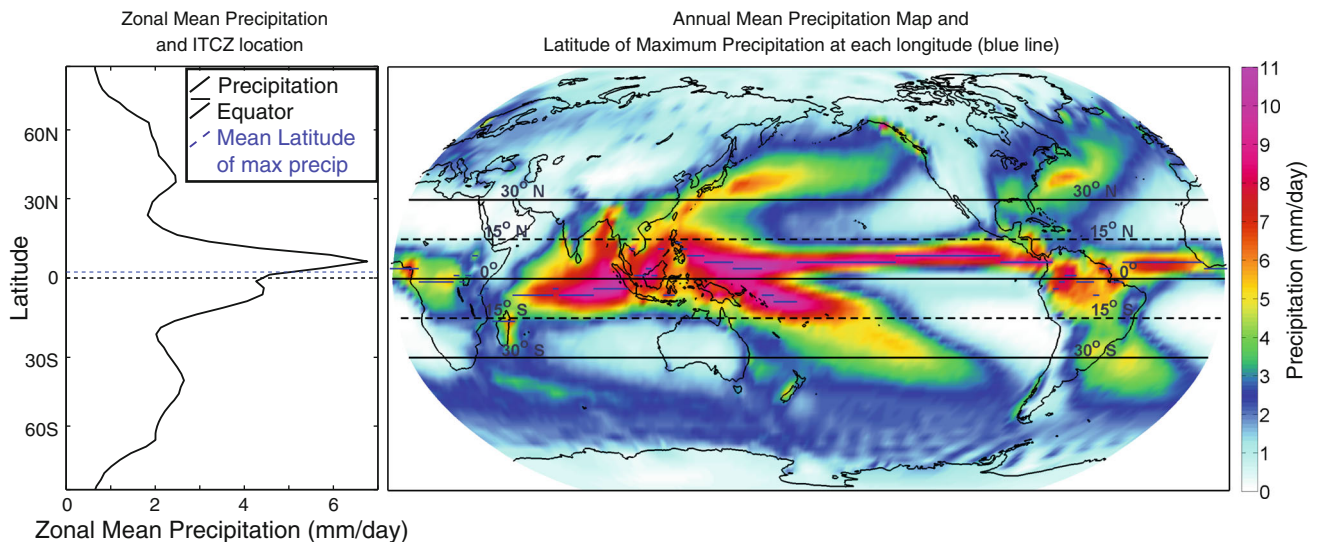 Zonal Mean Precipitation
and ITCZ location
Annual Mean Precipitation Map and
Latitude of Maximum Precipitation at each longitude (blue line)
Precipitation
Equator
Mean Latitude
of max precip
60N
30N
0
30S
60S
Latitude
0 2 4 6
Zonal Mean Precipitation (mm/day)
30° N 30° N
15° N 15° N
0° 0°
15° S 15° S
30° S 30° S
11
10
9
8
7
6
5
4
3
2
1
0
Precipitation (mm/day)